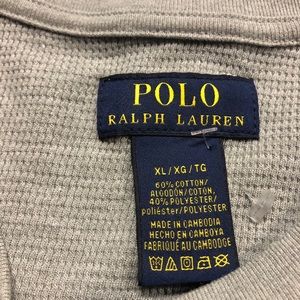 POLO
RALPH LAUREN
XL/XG/TG
60% COTTON/
ALGODÓN/COTON,
40% POLYESTER/
poliéster/POLYESTER
MADE IN CAMBODIA
HECHO EN CAMBOYA
FABRIQUÉ AU CAMBODGE